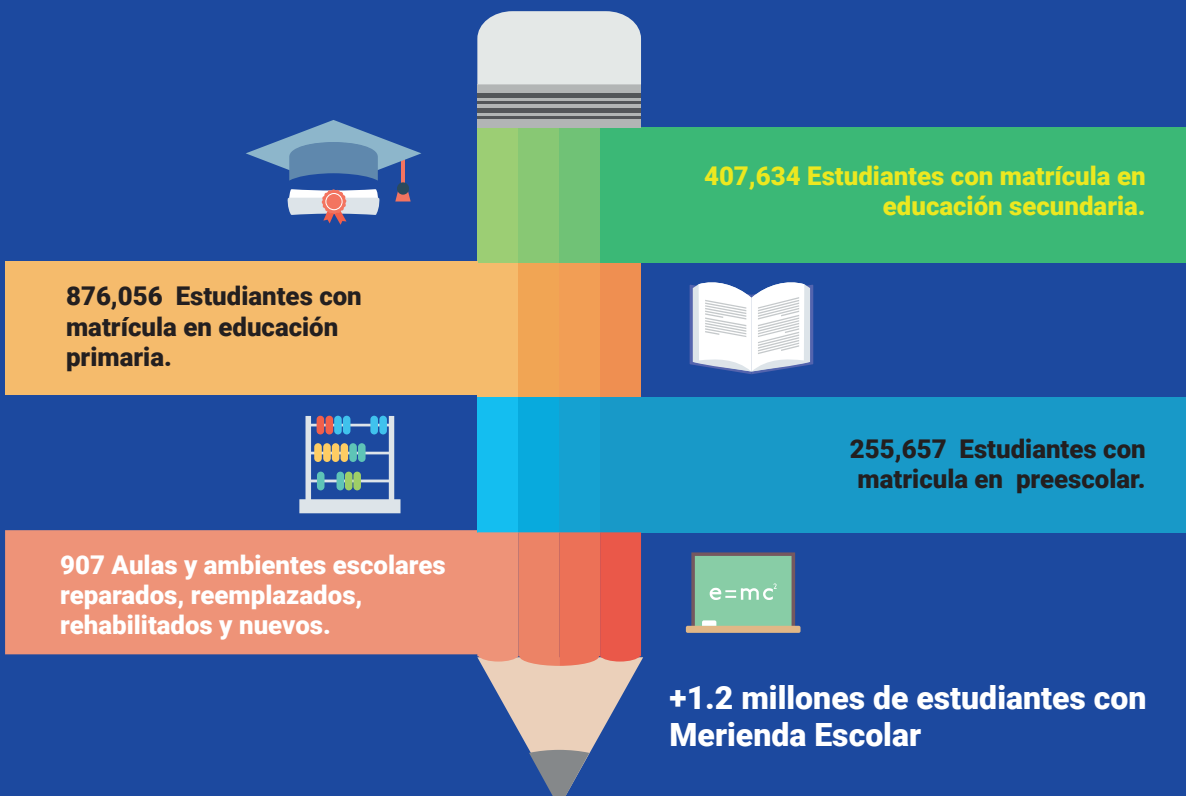 407,634 Estudiantes con matrícula en
educación secundaria.
876,056 Estudiantes con
matrícula en educación
primaria.
255,657 Estudiantes con
matricula en preescolar.
907 Aulas y ambientes escolares
reparados, reemplazados,
rehabilitados y nuevos.
e=mc²
+1.2 millones de estudiantes con
Merienda Escolar